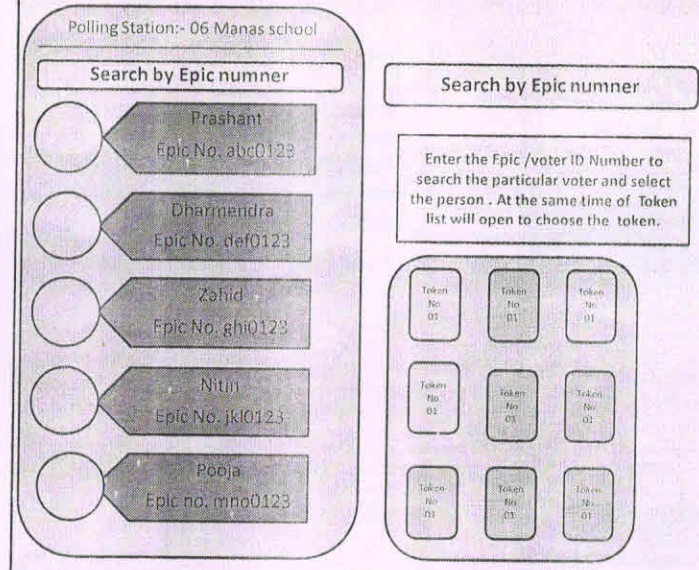 Polling Station:- 06 Manas school
Search by Epic numner
Prashant
Epic No. abc0123
Dharmendra
Epic No. def0123
Zahid
Epic No. ghi0123
Nitin
Epic No. jkl0123
Pooja
Epic no. mno0123
Search by Epic numner
Enter the Epic /voter ID Number to
search the particular voter and select
the person . At the same time of Token
list will open to choose the token.
Token
No
01
Token
No
01
Token
No
01
Token
No
01
Token
No
01
Token
No
01
Token
No
01
Token
No
01
Token
No
01